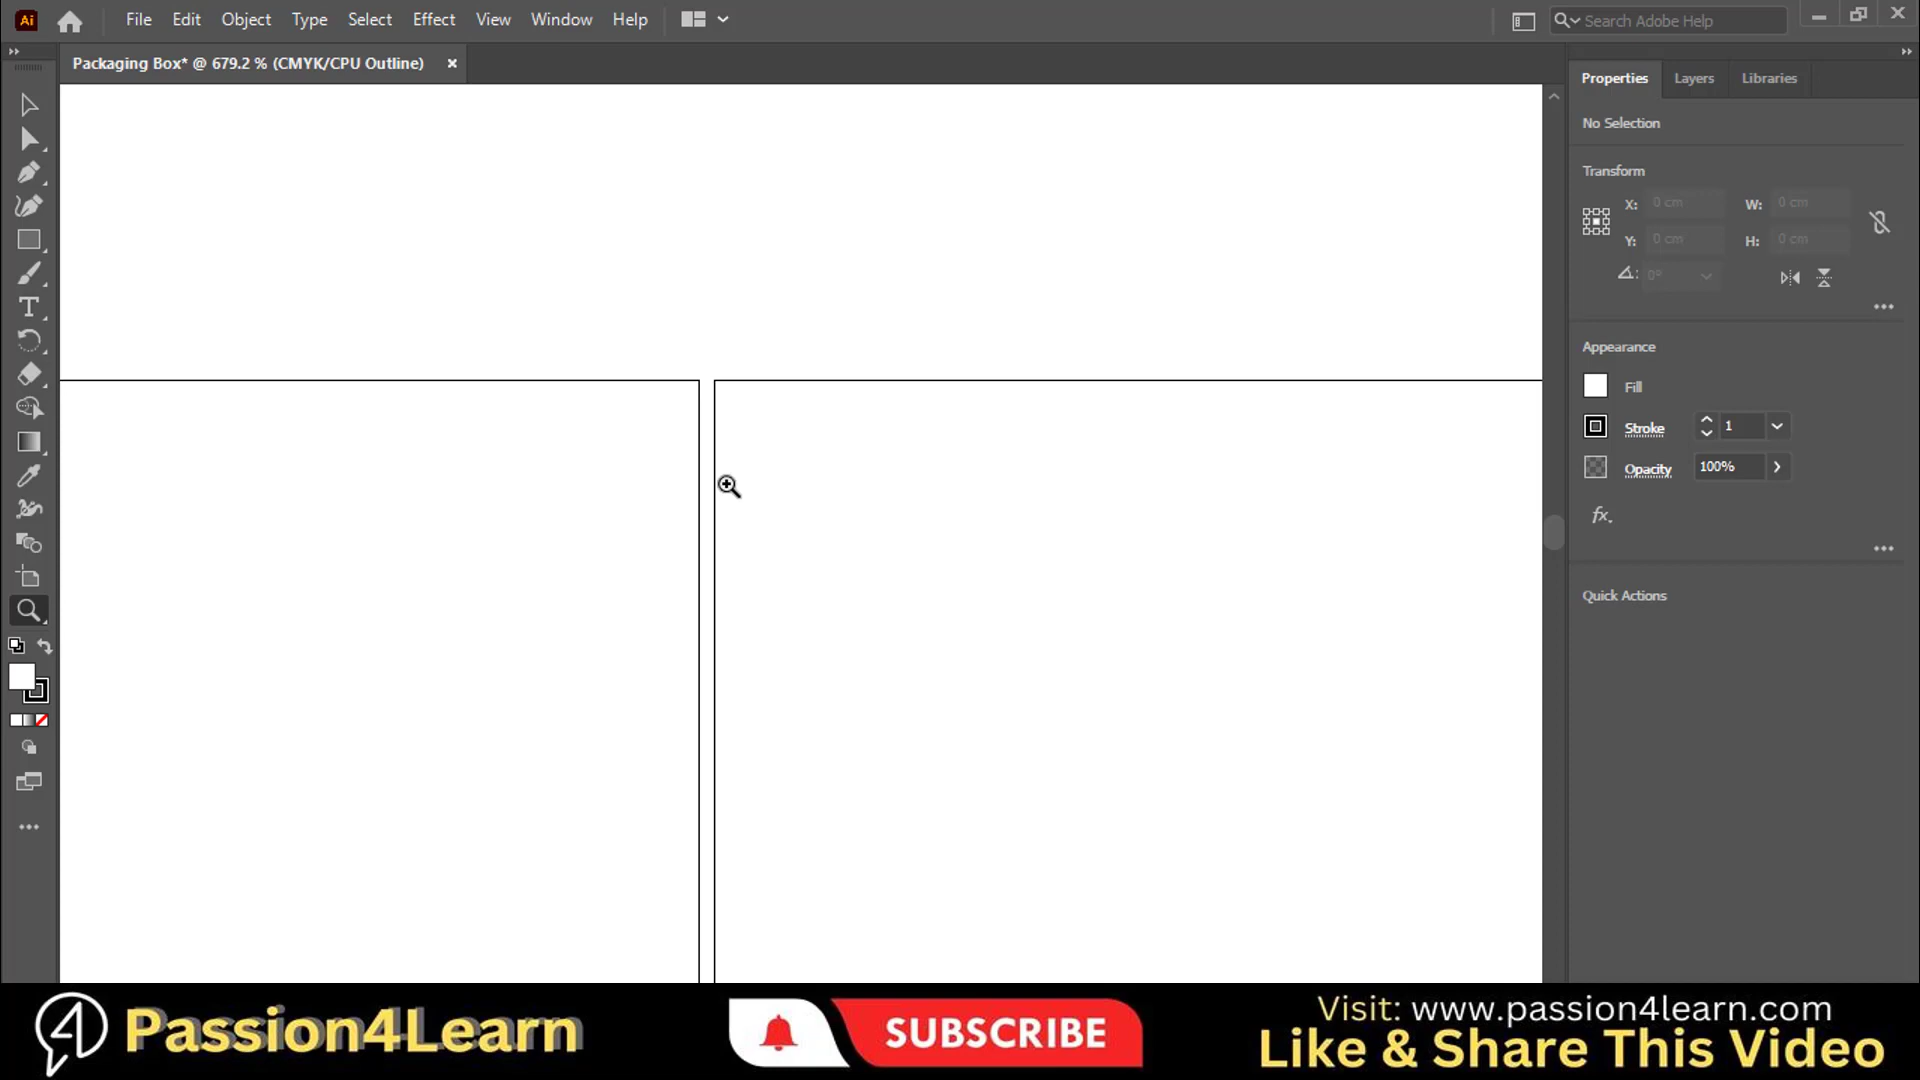 Ai File Edit Object Type Select Effect View Window Help Search Adobe Help
Packaging Box* @ 679.2 % (CMYK/CPU Outline) ×
Properties Layers Libraries
No Selection
Transform
X: 0 cm W: 0 cm
Y: 0 cm H: 0 cm
0°
Appearance
Fill
Stroke 1
Opacity 100%
fx.
Quick Actions
Passion4Learn
SUBSCRIBE
Visit: www.passion4learn.com
Like & Share This Video